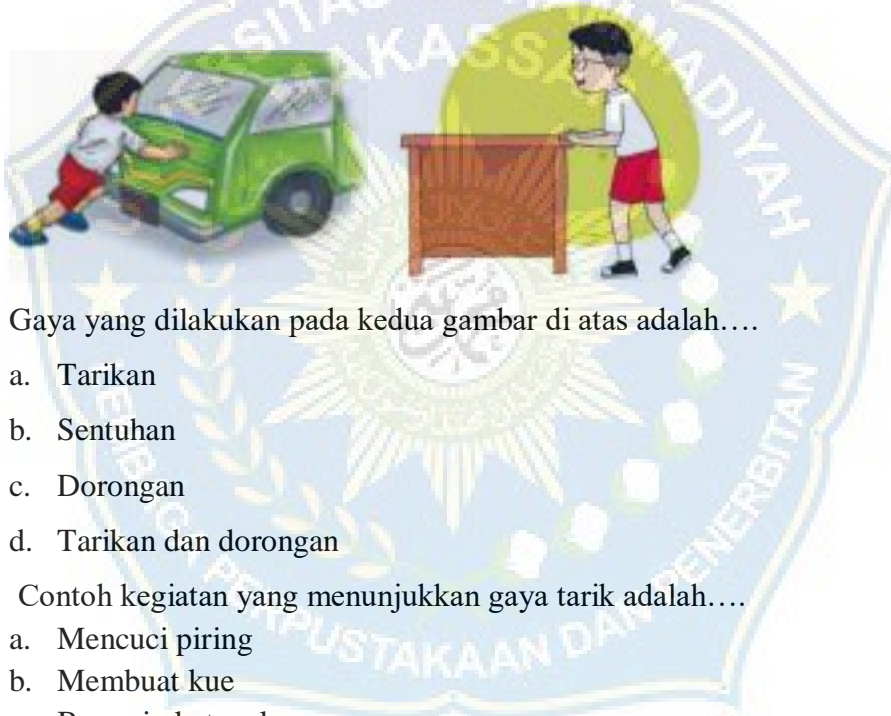 Gaya yang dilakukan pada kedua gambar di atas adalah….
a. Tarikan
b. Sentuhan
c. Dorongan
d. Tarikan dan dorongan
Contoh kegiatan yang menunjukkan gaya tarik adalah….
a. Mencuci piring
b. Membuat kue